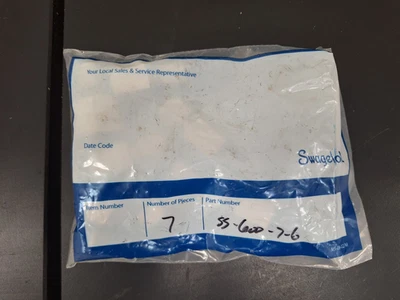 Your Local Sales & Service Representative
Date Code
Swagelok
Item Number Number of Pieces Part Number
7 SS-600-7-6